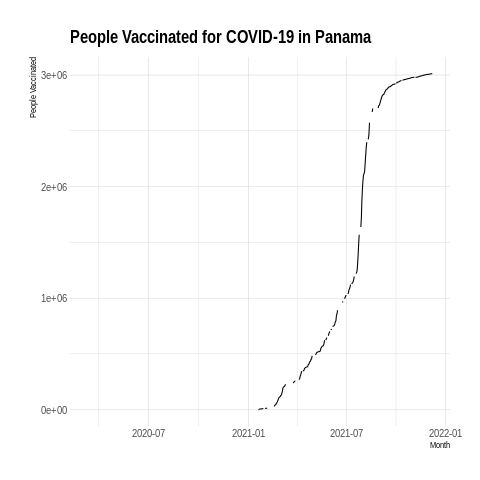 People Vaccinated for COVID-19 in Panama
People Vaccinated
3e+06
2e+06
1e+06
0e+00
2020-07
2021-01
2021-07
2022-01
Month